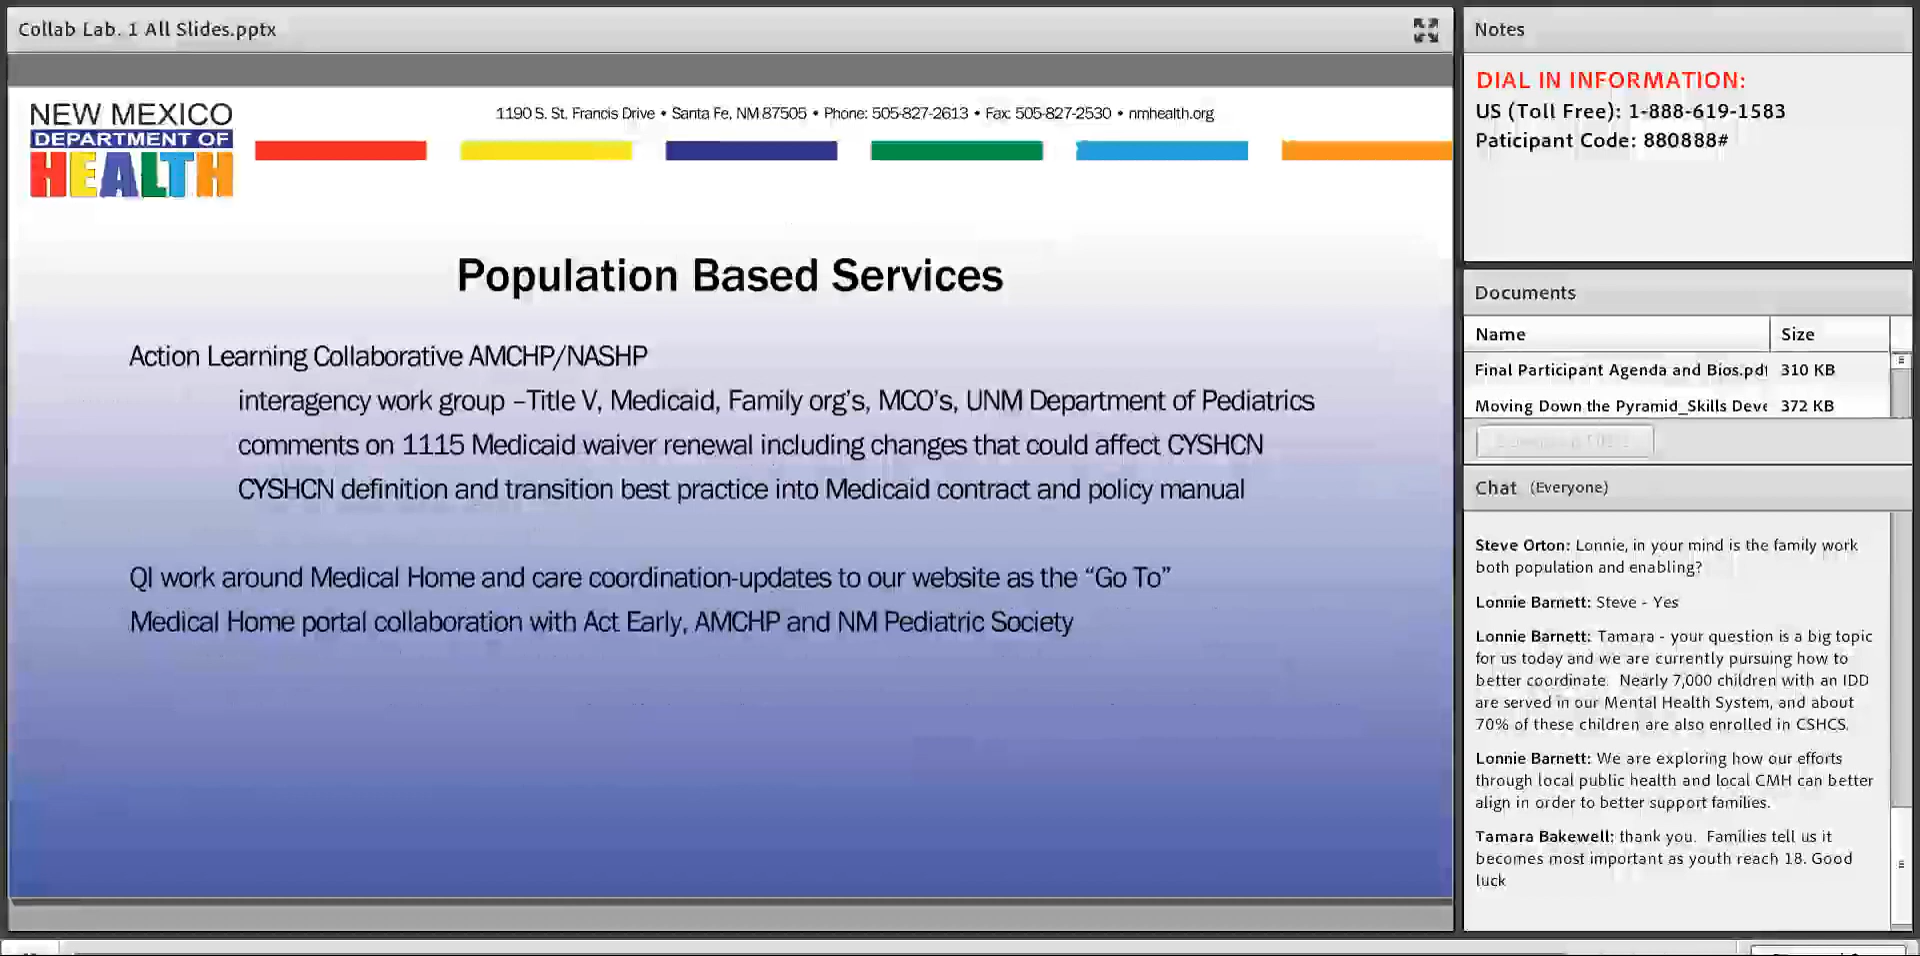 Collab Lab. 1 All Slides.pptx
NEW MEXICO
DEPARTMENT OF
HEALTH
1190 S. St. Francis Drive • Santa Fe, NM 87505 • Phone: 505-827-2613 • Fax: 505-827-2530 • nmhealth.org
Population Based Services
Action Learning Collaborative AMCHP/NASHP
interagency work group –Title V, Medicaid, Family org's, MCO's, UNM Department of Pediatrics
comments on 1115 Medicaid waiver renewal including changes that could affect CYSHCN
CYSHCN definition and transition best practice into Medicaid contract and policy manual
QI work around Medical Home and care coordination-updates to our website as the “Go To”
Medical Home portal collaboration with Act Early, AMCHP and NM Pediatric Society
Notes
DIAL IN INFORMATION:
US (Toll Free): 1-888-619-1583
Paticipant Code: 880888#
Documents
Name Size
Final Participant Agenda and Bios.pdf 310 KB
Moving Down the Pyramid_Skills Deve 372 KB
Chat (Everyone)
Steve Orton: Lonnie, in your mind is the family work
both population and enabling?
Lonnie Barnett: Steve - Yes
Lonnie Barnett: Tamara - your question is a big topic
for us today and we are currently pursuing how to
better coordinate. Nearly 7,000 children with an IDD
are served in our Mental Health System, and about
70% of these children are also enrolled in CSHCS.
Lonnie Barnett: We are exploring how our efforts
through local public health and local CMH can better
align in order to better support families.
Tamara Bakewell: thank you. Families tell us it
becomes most important as youth reach 18. Good
luck